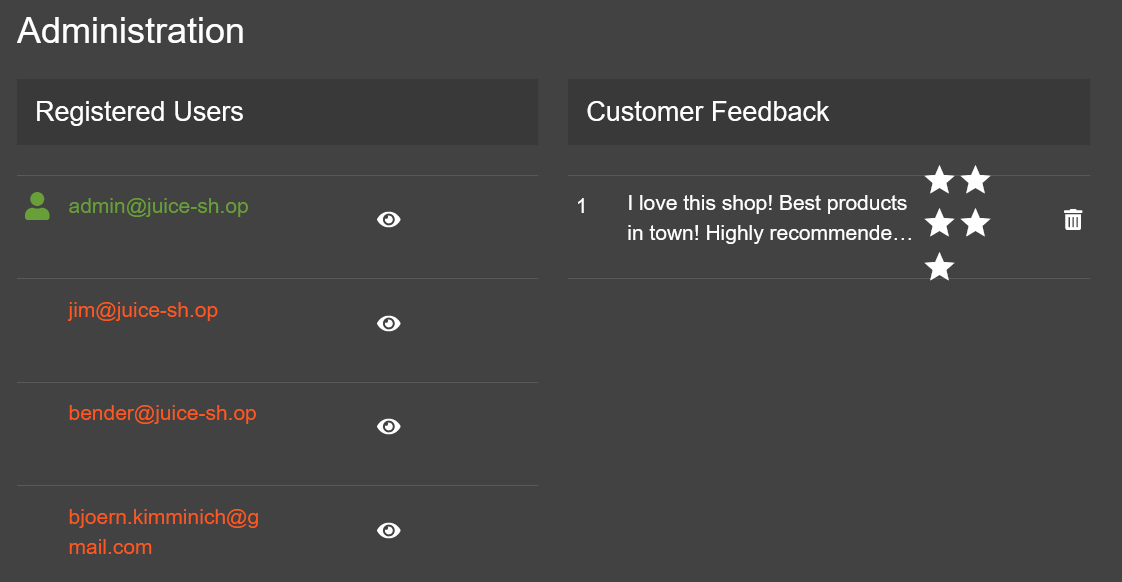 Administration
Registered Users
admin@juice-sh.op
jim@juice-sh.op
bender@juice-sh.op
bjoern.kimminich@g
mail.com
Customer Feedback
1
I love this shop! Best products
in town! Highly recommende…